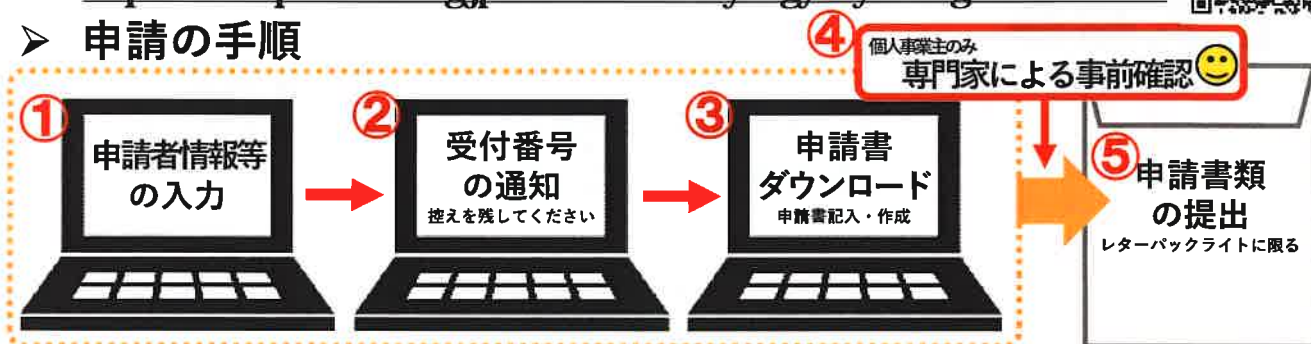 ➢ 申請の手順
④
個人事業主のみ
専門家による事前確認
①
申請者情報等
の入力
②
受付番号
の通知
控えを残してください
③
申請書
ダウンロード
申請書記入・作成
⑤
申請書類
の提出
レターパックライトに限る